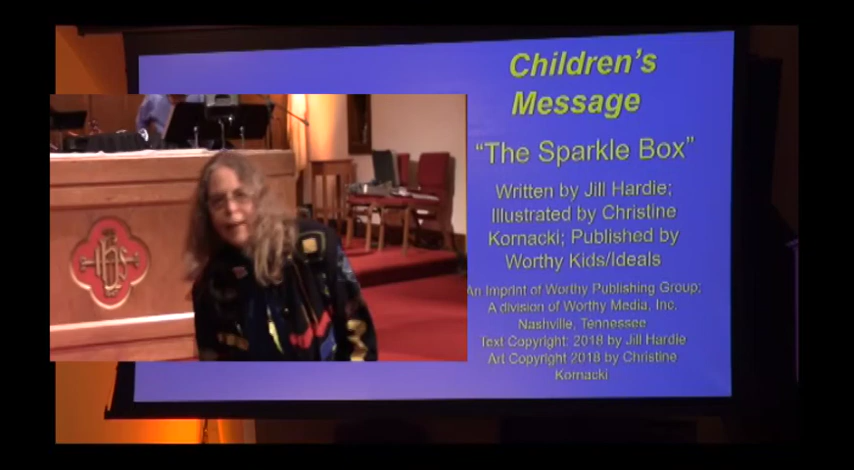 Children's
Message
"The Sparkle Box"
Written by Jill Hardie;
Illustrated by Christine
Kornacki; Published by
Worthy Kids/Ideals
An Imprint of Worthy Publishing Group;
A division of Worthy Media, Inc.
Nashville, Tennessee
Text Copyright: 2018 by Jill Hardie
Art Copyright 2018 by Christine
Kornacki
IHS